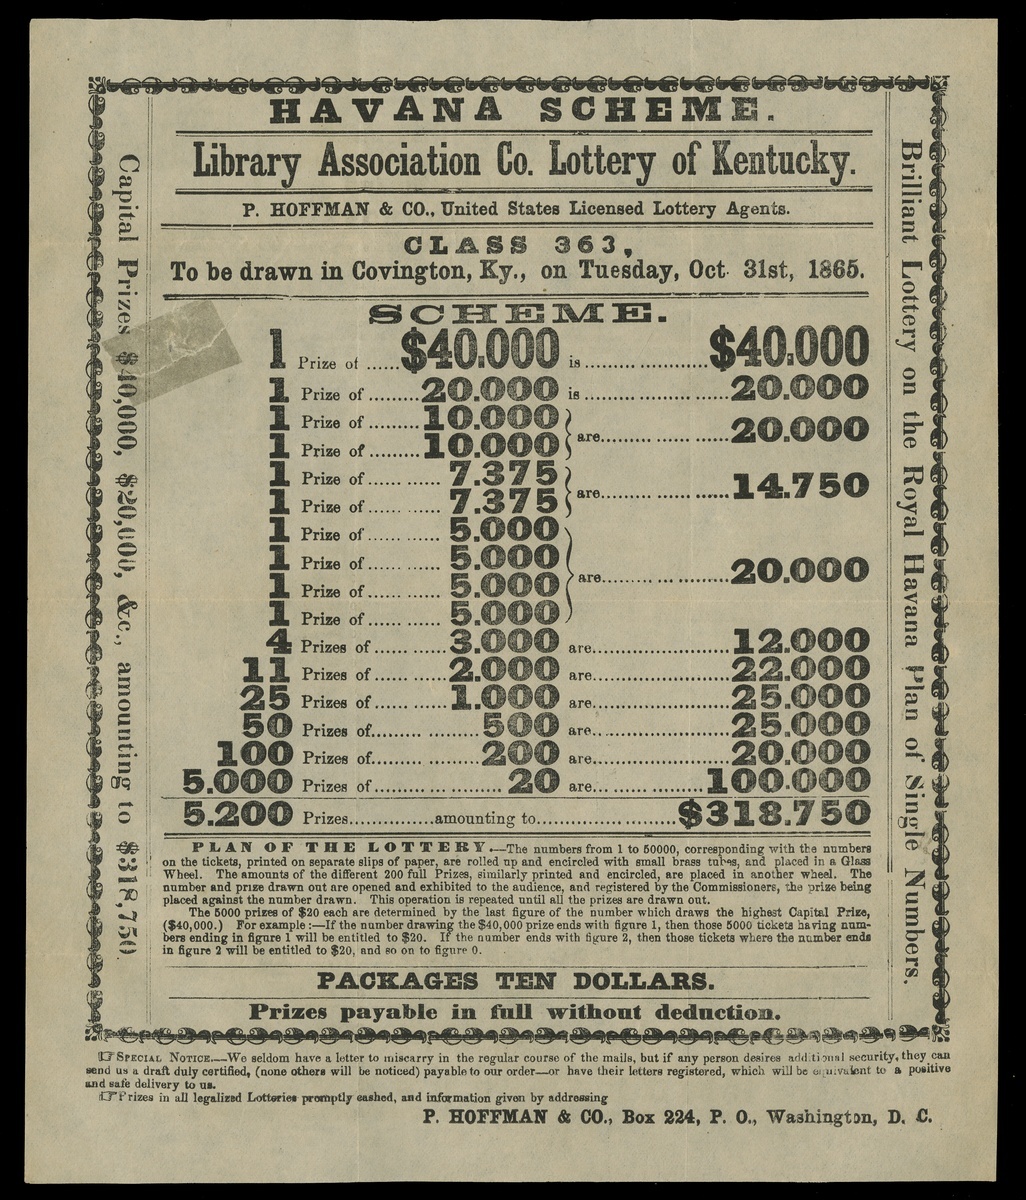 HAVANA SCHEME.
Library Association Co. Lottery of Kentucky.
P. HOFFMAN & CO., United States Licensed Lottery Agents.
CLASS 363,
To be drawn in Covington, Ky., on Tuesday, Oct. 31st, 1865.
SCHEME.
1 Prize of ......$40.000 is ......... ............$40.000
1 Prize of .........20.000 is ......... ............20.000
1 Prize of .........10.000
1 Prize of .........10.000
are......... ... .........20.000
1 Prize of ...... ...... 7.375
1 Prize of ...... ...... 7.375
are......... ... .........14.750
1 Prize of ...... ...... 5.000
1 Prize of ...... ...... 5.000
1 Prize of ...... ...... 5.000
1 Prize of ...... ...... 5.000
are......... ... .........20.000
4 Prizes of ...... ...... 3.000 are........................12.000
11 Prizes of ...... ...... 2.000 are........................22.000
25 Prizes of ...... ...... 1.000 are........................25.000
50 Prizes of......... .........500 are........................25.000
100 Prizes of......... .........200 are........................20.000
5.000 Prizes of ... ......... ......20 are... ............100.000
5.200 Prizes...............amounting to.....................$318.750
PLAN OF THE LOTTERY.—The numbers from 1 to 50000, corresponding with the numbers
on the tickets, printed on separate slips of paper, are rolled up and encircled with small brass tubes, and placed in a Glass
Wheel. The amounts of the different 200 full Prizes, similarly printed and encircled, are placed in another wheel. The
number and prize drawn out are opened and exhibited to the audience, and registered by the Commissioners, the prize being
placed against the number drawn. This operation is repeated until all the prizes are drawn out.
The 5000 prizes of $20 each are determined by the last figure of the number which draws the highest Capital Prize,
($40,000.) For example :—If the number drawing the $40,000 prize ends with figure 1, then those 5000 tickets having num-
bers ending in figure 1 will be entitled to $20. If the number ends with figure 2, then those tickets where the number ends
in figure 2 will be entitled to $20, and so on to figure 0.
PACKAGES TEN DOLLARS.
Prizes payable in full without deduction.
Capital Prizes $40,000, $20,000, &c., amounting to $318,750.
Brilliant Lottery on the Royal Havana Plan of Single Numbers.
☞ SPECIAL NOTICE.—We seldom have a letter to miscarry in the regular course of the mails, but if any person desires additional security, they can
send us a draft duly certified, (none others will be noticed) payable to our order—or have their letters registered, which will be equivalent to a positive
and safe delivery to us.
☞ Prizes in all legalized Lotteries promptly cashed, and information given by addressing
P. HOFFMAN & CO., Box 224, P. O., Washington, D. C.